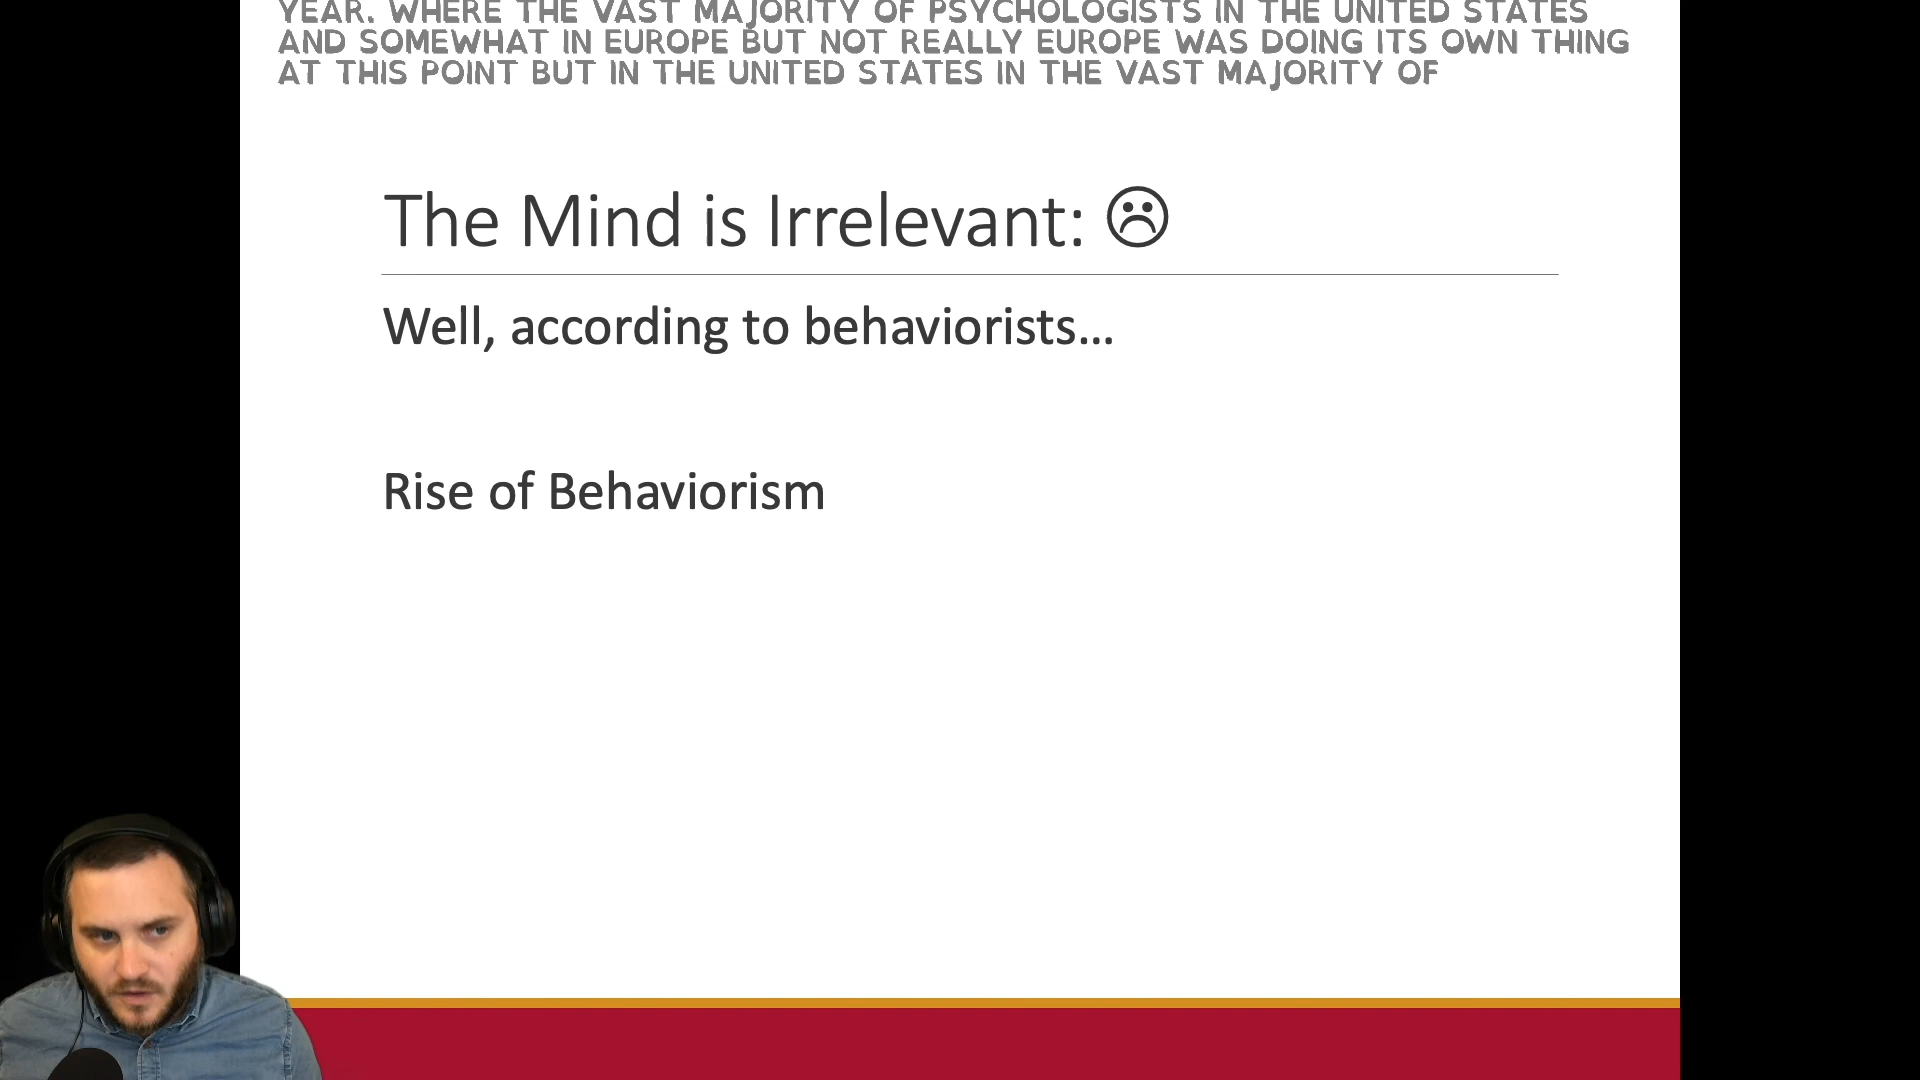 YEAR. WHERE THE VAST MAJORITY OF PSYCHOLOGISTS IN THE UNITED STATES
AND SOMEWHAT IN EUROPE BUT NOT REALLY EUROPE WAS DOING ITS OWN THING
AT THIS POINT BUT IN THE UNITED STATES IN THE VAST MAJORITY OF
The Mind is Irrelevant: ☹
Well, according to behaviorists...
Rise of Behaviorism